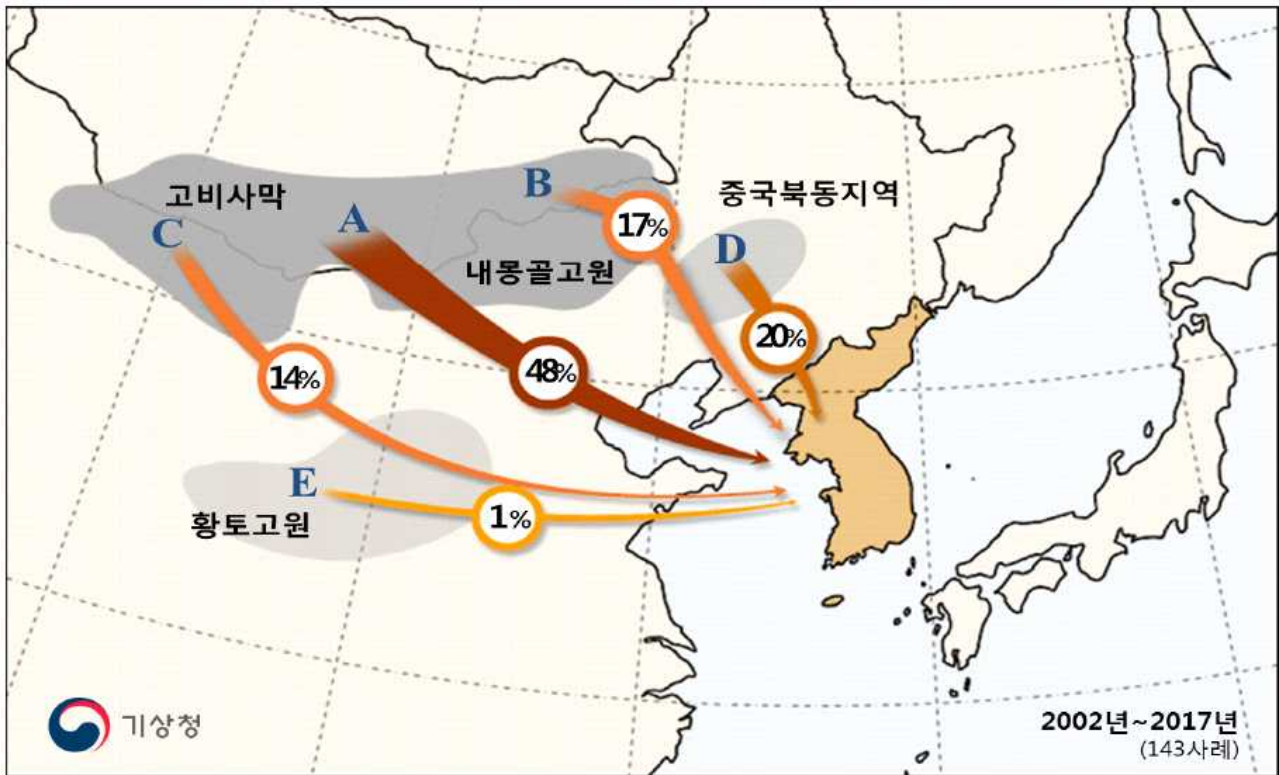 고비사막
B
중국북동지역
C
A
17%
D
내몽골고원
20%
14%
48%
E
황토고원
1%
기상청
2002년~2017년
(143사례)